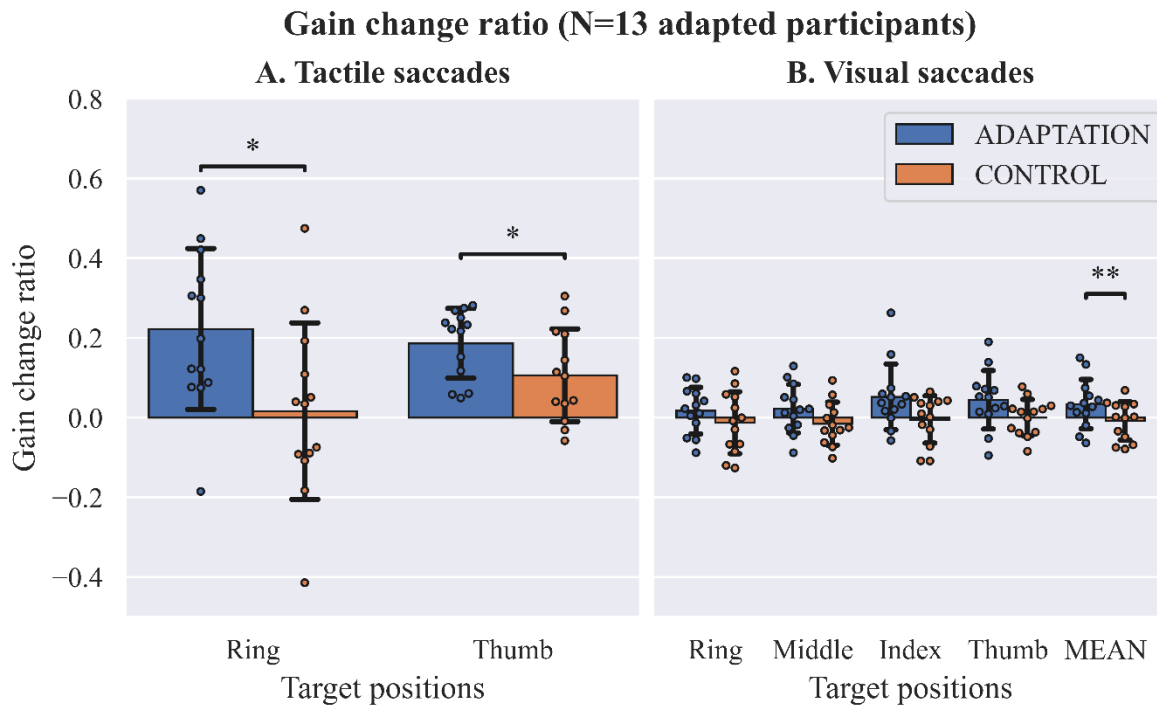 Gain change ratio (N=13 adapted participants)
A. Tactile saccades
B. Visual saccades
Gain change ratio
0.8
0.6
0.4
0.2
0.0
−0.2
−0.4
*
*
**
ADAPTATION
CONTROL
Ring
Thumb
Target positions
Ring
Middle
Index
Thumb
MEAN
Target positions